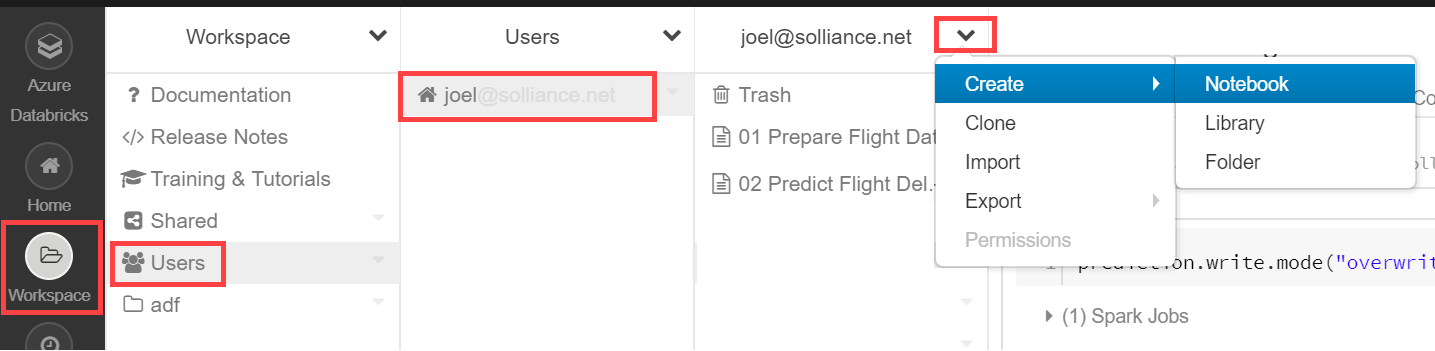 Azure
Databricks
Home
Workspace
Workspace
? Documentation
</> Release Notes
Training & Tutorials
Shared
Users
adf
Users
joel@solliance.net
joel@solliance.net
Trash
01 Prepare Flight Dat
02 Predict Flight Del.
Create
Clone
Import
Export
Permissions
Notebook
Library
Folder
Co
oll
prediction.write.mode("overwrit
(1) Spark Jobs